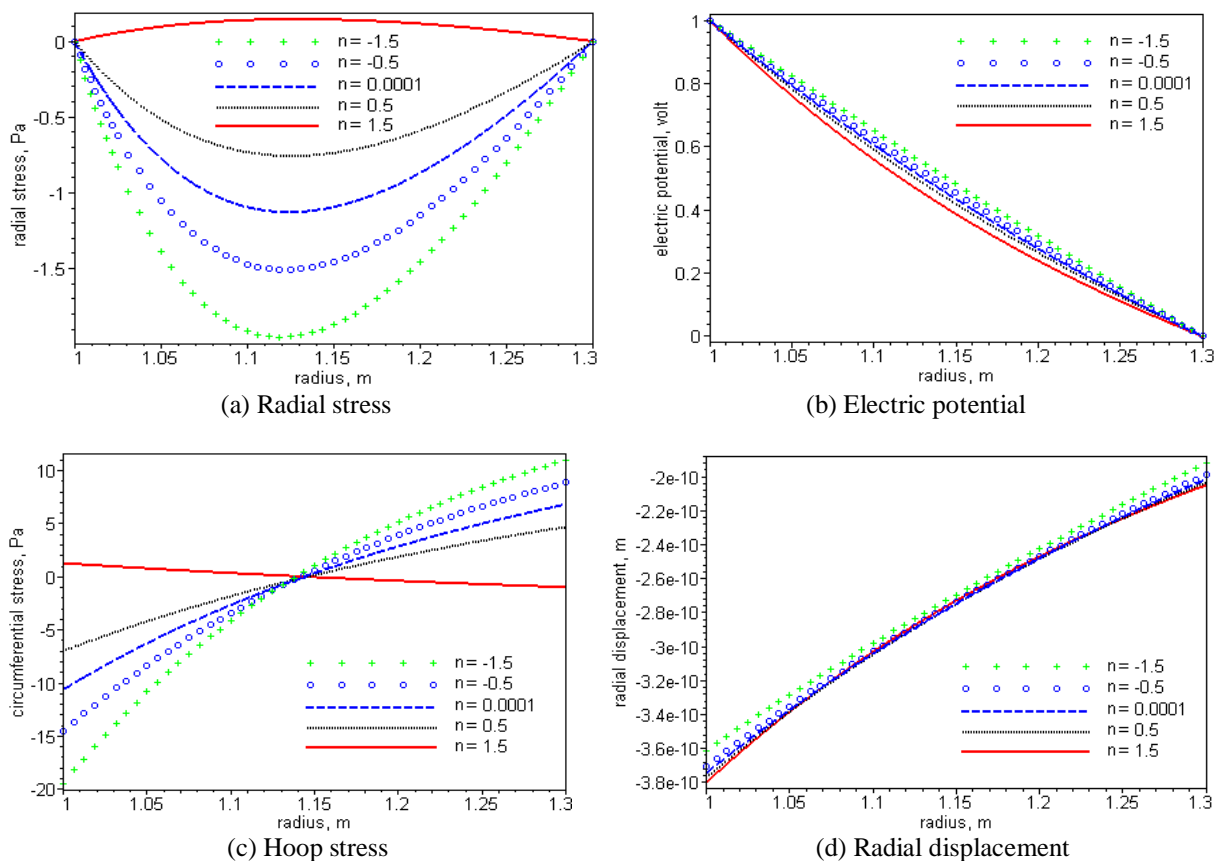 0
-0.5
-1
-1.5
1
1.05
1.1
1.15
1.2
1.25
1.3
radial stress, Pa
radius, m
n = -1.5
n = -0.5
n = 0.0001
n = 0.5
n = 1.5
(a) Radial stress
1
0.8
0.6
0.4
0.2
0
1
1.05
1.1
1.15
1.2
1.25
1.3
electric potential, volt
radius, m
n = -1.5
n = -0.5
n = 0.0001
n = 0.5
n = 1.5
(b) Electric potential
10
5
0
-5
-10
-15
-20
1
1.05
1.1
1.15
1.2
1.25
1.3
circumferential stress, Pa
radius, m
n = -1.5
n = -0.5
n = 0.0001
n = 0.5
n = 1.5
(c) Hoop stress
-2e-10
-2.2e-10
-2.4e-10
-2.6e-10
-2.8e-10
-3e-10
-3.2e-10
-3.4e-10
-3.6e-10
-3.8e-10
1
1.05
1.1
1.15
1.2
1.25
1.3
radial displacement, m
radius, m
n = -1.5
n = -0.5
n = 0.0001
n = 0.5
n = 1.5
(d) Radial displacement